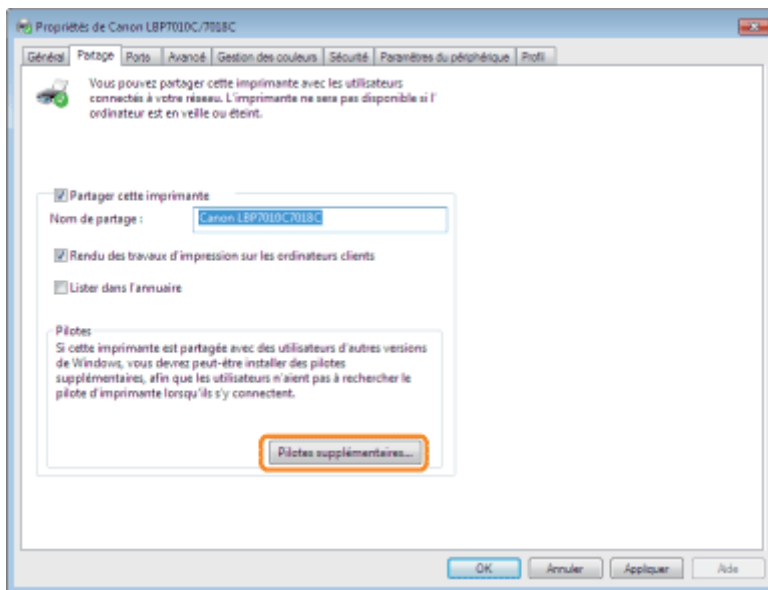 Propriétés de Canon LBP7010C/7018C
Général Partage Ports Avancé Gestion des couleurs Sécurité Paramètres du périphérique Profil
Vous pouvez partager cette imprimante avec les utilisateurs
connectés à votre réseau. L'imprimante ne sera pas disponible si l'
ordinateur est en veille ou éteint.
Partager cette imprimante
Nom de partage : Canon LBP7010C7018C
Rendu des travaux d'impression sur les ordinateurs clients
Lister dans l'annuaire
Pilotes
Si cette imprimante est partagée avec des utilisateurs d'autres versions
de Windows, vous devrez peut-être installer des pilotes
supplémentaires, afin que les utilisateurs n'aient pas à rechercher le
pilote d'imprimante lorsqu'ils s'y connectent.
Pilotes supplémentaires...
OK Annuler Appliquer Aide